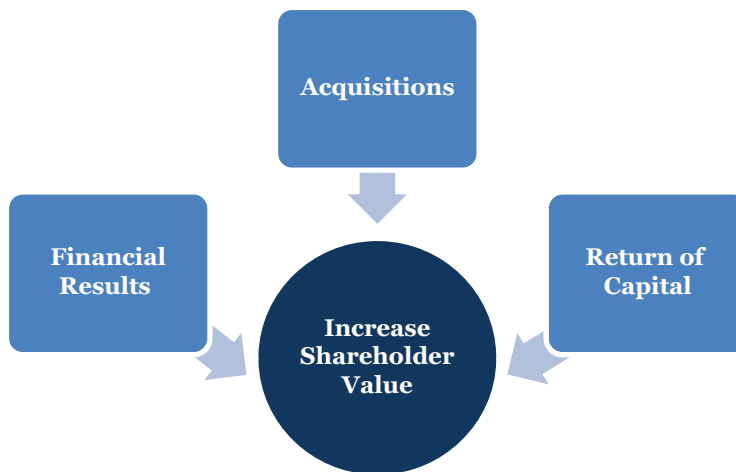 Acquisitions
Financial
Results
Return of
Capital
Increase
Shareholder
Value